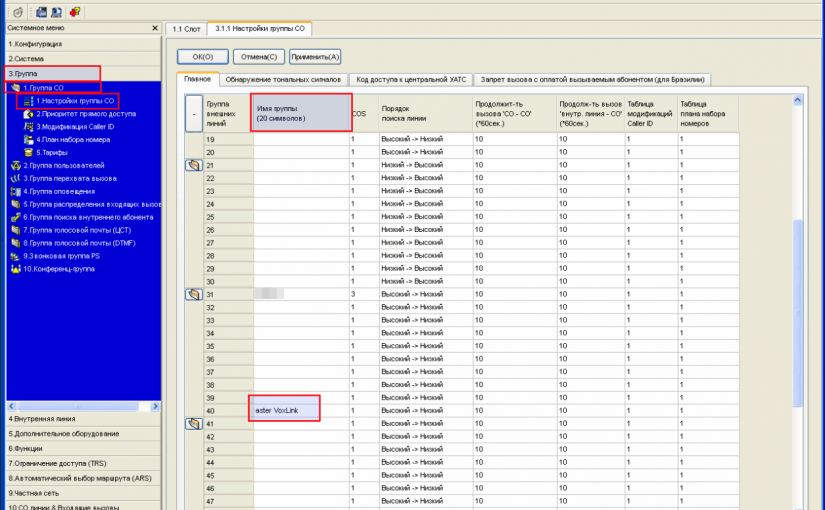 Системное меню
1.1 Слот
3.1.1 Настройки группы CO
1.Конфигурация
2.Система
3.Группа
1.Группа CO
1.Настройки группы CO
2.Приоритет прямого доступа
3.Модификация Caller ID
4.План набора номера
5.Тарифы
2.Группа пользователей
3.Группа перехвата вызова
4.Группа оповещения
5.Группа распределения входящих вызов
6.Группа поиска внутреннего абонента
7.Группа голосовой почты (ЦСТ)
8.Группа голосовой почты (DTMF)
9.Звонковая группа PS
10.Конференц-группа
4.Внутренняя линия
5.Дополнительное оборудование
6.Функции
7.Ограничение доступа (TRS)
8.Автоматический выбор маршрута (ARS)
9.Частная сеть
10.CO линии & Входящие вызовы
ОК(O)
Отмена(C)
Применить(A)
Главное
Обнаружение тональных сигналов
Код доступа к центральной УАТС
Запрет вызова с оплатой вызываемым абонентом (для Бразилии)
-
Группа внешних линий
Имя группы (20 символов)
COS
Порядок поиска линии
Продолжит-ть вызова 'CO - CO' (*60сек.)
Продолж-ть вызов 'внутр. линия - CO' (*60сек.)
Таблица модификаций Caller ID
Таблица плана набора номеров
19 1 Высокий -> Низкий 10 10 1 1
20 1 Высокий -> Низкий 10 10 1 1
21 1 Низкий -> Высокий 10 10 1 1
22 1 Низкий -> Высокий 10 10 1 1
23 1 Низкий -> Высокий 10 10 1 1
24 1 Низкий -> Высокий 10 10 1 1
25 1 Низкий -> Высокий 10 10 1 1
26 1 Низкий -> Высокий 10 10 1 1
27 1 Низкий -> Высокий 10 10 1 1
28 1 Низкий -> Высокий 10 10 1 1
29 1 Низкий -> Высокий 10 10 1 1
30 1 Низкий -> Высокий 10 10 1 1
31 3 Высокий -> Низкий 10 10 1 1
32 1 Высокий -> Низкий 10 10 1 1
33 1 Высокий -> Низкий 10 10 1 1
34 1 Высокий -> Низкий 10 10 1 1
35 1 Высокий -> Низкий 10 10 1 1
36 1 Высокий -> Низкий 10 10 1 1
37 1 Высокий -> Низкий 10 10 1 1
38 1 Высокий -> Низкий 10 10 1 1
39 1 Высокий -> Низкий 10 10 1 1
40 aster VoxLink 1 Высокий -> Низкий 10 10 1 1
41 1 Высокий -> Низкий 10 10 1 1
42 1 Высокий -> Низкий 10 10 1 1
43 1 Высокий -> Низкий 10 10 1 1
44 1 Высокий -> Низкий 10 10 1 1
45 1 Высокий -> Низкий 10 10 1 1
46 1 Высокий -> Низкий 10 10 1 1
47 1 Высокий -> Низкий 10 10 1 1